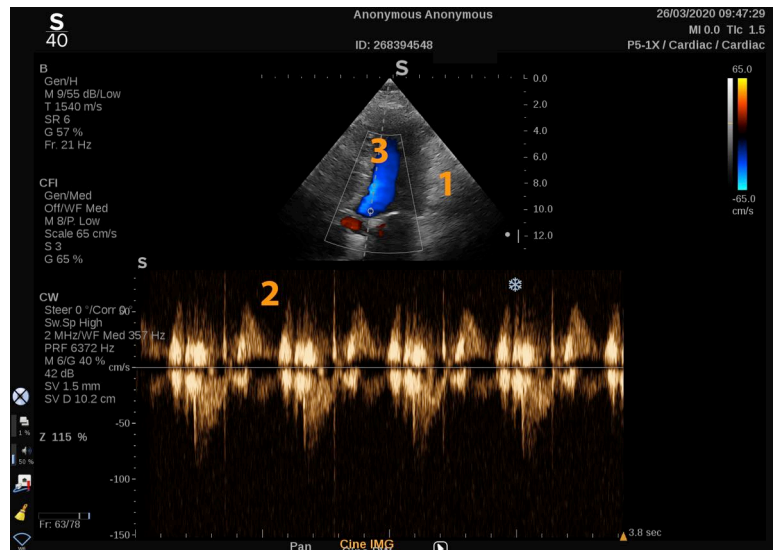 Anonymous Anonymous
26/03/2020 09:47:29
S
40
ID: 268394548
MI 0.0 TIc 1.5
P5-1X / Cardiac / Cardiac
B
Gen/H
M 9/55 dB/Low
T 1540 m/s
SR 6
G 57 %
Fr. 21 Hz
S
0.0
2.0
4.0
6.0
8.0
10.0
12.0
65.0
-65.0
cm/s
3
1
CFI
Gen/Med
Off/WF Med
M 8/P. Low
Scale 65 cm/s
S 3
G 65 %
S
2
CW
Steer 0 °/Corr 0
Sw.Sp High
2 MHz/WF Med 357 Hz
PRF 6372 Hz
M 6/G 40 %
42 dB
SV 1.5 mm
SV D 10.2 cm
cm/s
-50
-100
-150
Z 115 %
1 %
50 %
Fr: 63/78
3.8 sec
Pan
Cine IMG